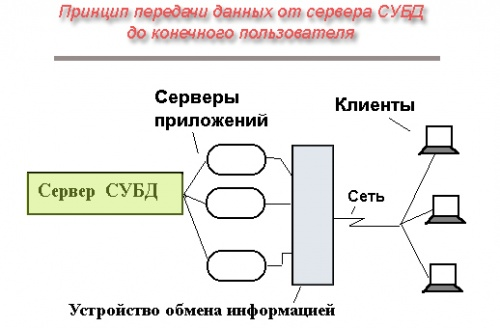 Принцип передачи данных от сервера СУБД
до конечного пользователя
Серверы
приложений
Клиенты
Сервер СУБД
Сеть
Устройство обмена информацией